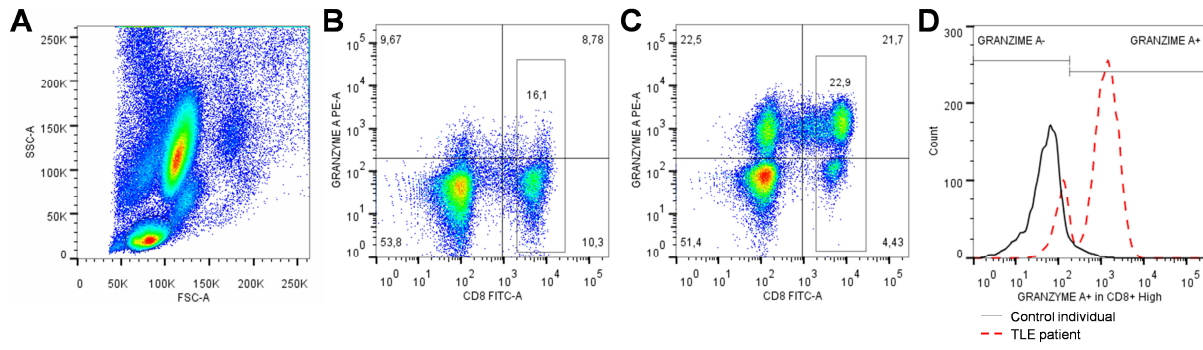 A
250K
200K
150K
100K
50K
0
SSC-A
0 50K 100K 150K 200K 250K
FSC-A
B
9,67
8,78
16,1
53,8
10,3
10^5
10^4
10^3
10^2
10^1
10^0
GRANZYME A PE-A
10^0 10^1 10^2 10^3 10^4 10^5
CD8 FITC-A
C
22,5
21,7
22,9
51,4
4,43
10^5
10^4
10^3
10^2
10^1
10^0
GRANZYME A PE-A
10^0 10^1 10^2 10^3 10^4 10^5
CD8 FITC-A
D
GRANZIME A-
GRANZYME A+
300
200
100
0
Count
10^0 10^1 10^2 10^3 10^4 10^5
GRANZYME A+ in CD8+ High
Control individual
TLE patient